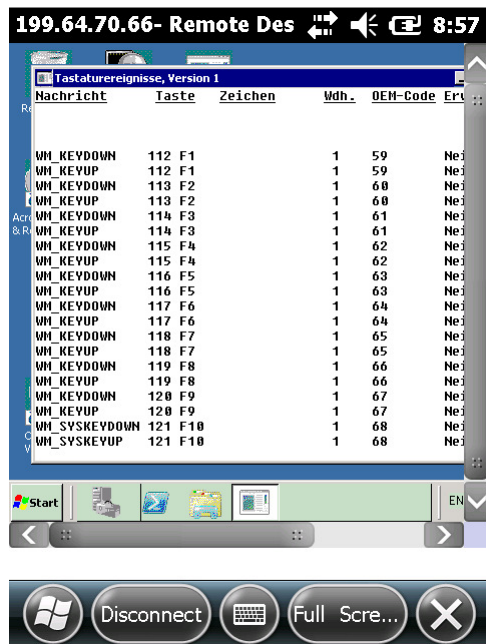 199.64.70.66- Remote Des 8:57
Tastaturereignisse, Version 1
Nachricht Taste Zeichen Wdh. OEM-Code Erw
Re
WM_KEYDOWN 112 F1 1 59 Nei
WM_KEYUP 112 F1 1 59 Nei
WM_KEYDOWN 113 F2 1 60 Nei
WM_KEYUP 113 F2 1 60 Nei
Acro WM_KEYDOWN 114 F3 1 61 Nei
& R WM_KEYUP 114 F3 1 61 Nei
WM_KEYDOWN 115 F4 1 62 Nei
WM_KEYUP 115 F4 1 62 Nei
WM_KEYDOWN 116 F5 1 63 Nei
WM_KEYUP 116 F5 1 63 Nei
WM_KEYDOWN 117 F6 1 64 Nei
WM_KEYUP 117 F6 1 64 Nei
WM_KEYDOWN 118 F7 1 65 Nei
WM_KEYUP 118 F7 1 65 Nei
WM_KEYDOWN 119 F8 1 66 Nei
WM_KEYUP 119 F8 1 66 Nei
WM_KEYDOWN 120 F9 1 67 Nei
WM_KEYUP 120 F9 1 67 Nei
WM_SYSKEYDOWN 121 F10 1 68 Nei
WM_SYSKEYUP 121 F10 1 68 Nei
Start EN
Disconnect Full Scre...